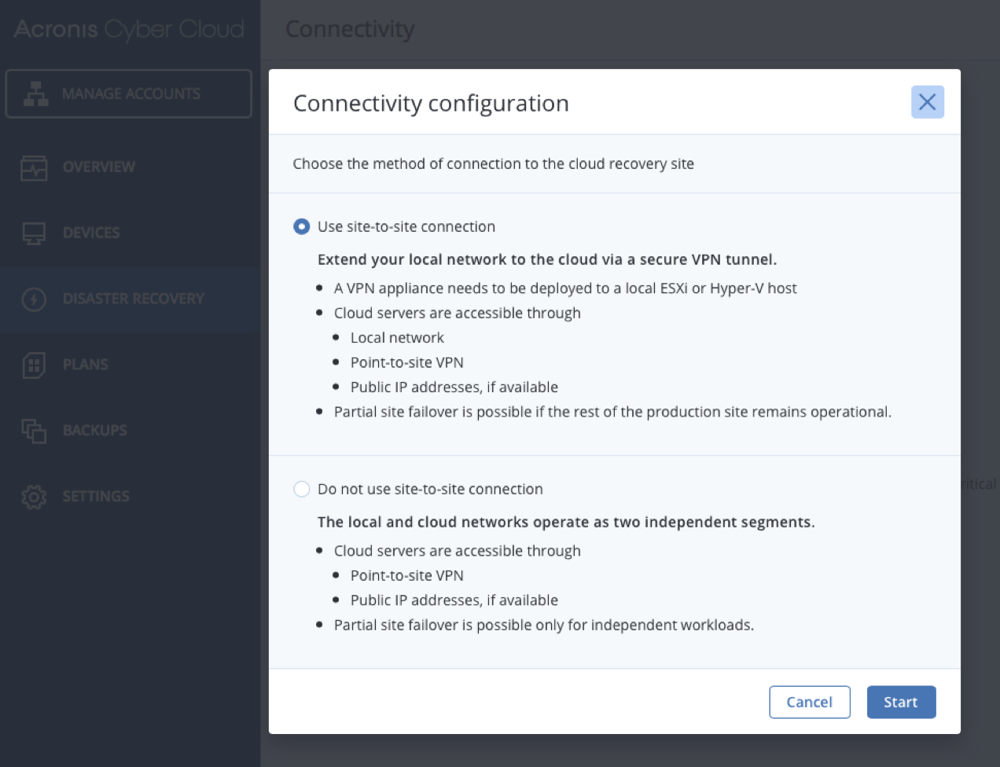 Acronis Cyber Cloud
Connectivity
MANAGE ACCOUNTS
OVERVIEW
DEVICES
DISASTER RECOVERY
PLANS
BACKUPS
SETTINGS
Connectivity configuration
Choose the method of connection to the cloud recovery site
Use site-to-site connection
Extend your local network to the cloud via a secure VPN tunnel.
A VPN appliance needs to be deployed to a local ESXi or Hyper-V host
Cloud servers are accessible through
Local network
Point-to-site VPN
Public IP addresses, if available
Partial site failover is possible if the rest of the production site remains operational.
Do not use site-to-site connection
The local and cloud networks operate as two independent segments.
Cloud servers are accessible through
Point-to-site VPN
Public IP addresses, if available
Partial site failover is possible only for independent workloads.
Cancel
Start